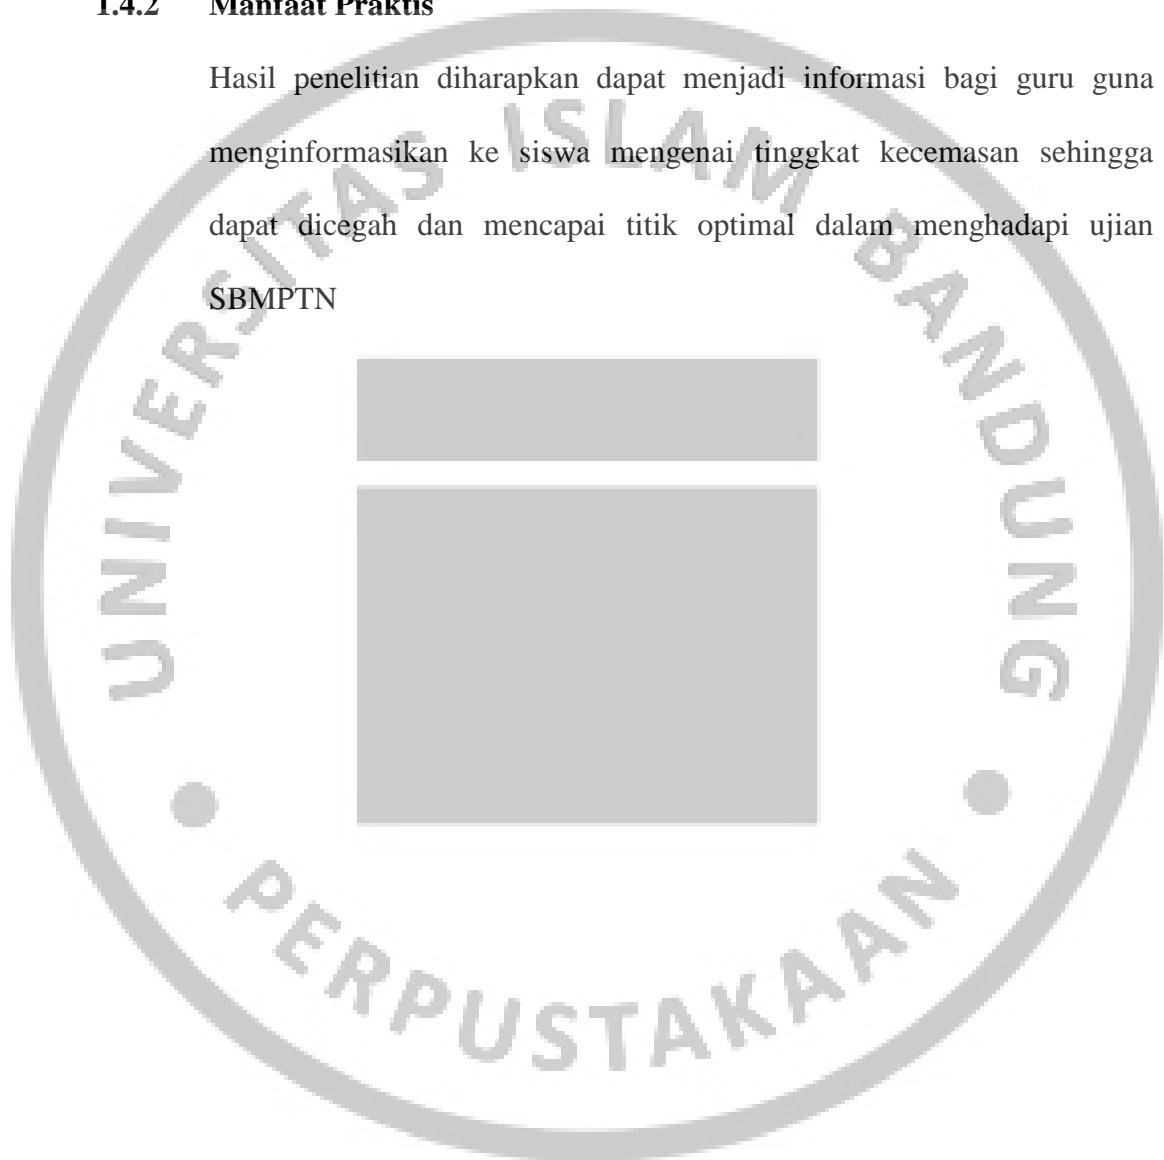 1.4.2 Manfaat Praktis
Hasil penelitian diharapkan dapat menjadi informasi bagi guru guna
menginformasikan ke siswa mengenai tinggkat kecemasan sehingga
dapat dicegah dan mencapai titik optimal dalam menghadapi ujian
SBMPTN
UNIVERSITAS ISLAM BANDUNG
PERPUSTAKAAN